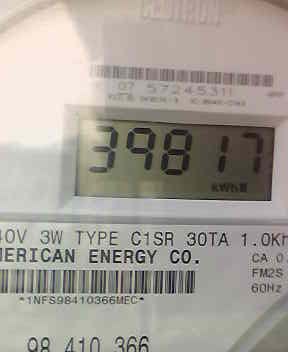 07 57245311
39817
kWh
40V 3W TYPE C1SR 30TA 1.0Kh
MERICAN ENERGY CO.
CA 0.
FM2S
60Hz
*1NFS98410366MEC*
98 410 366